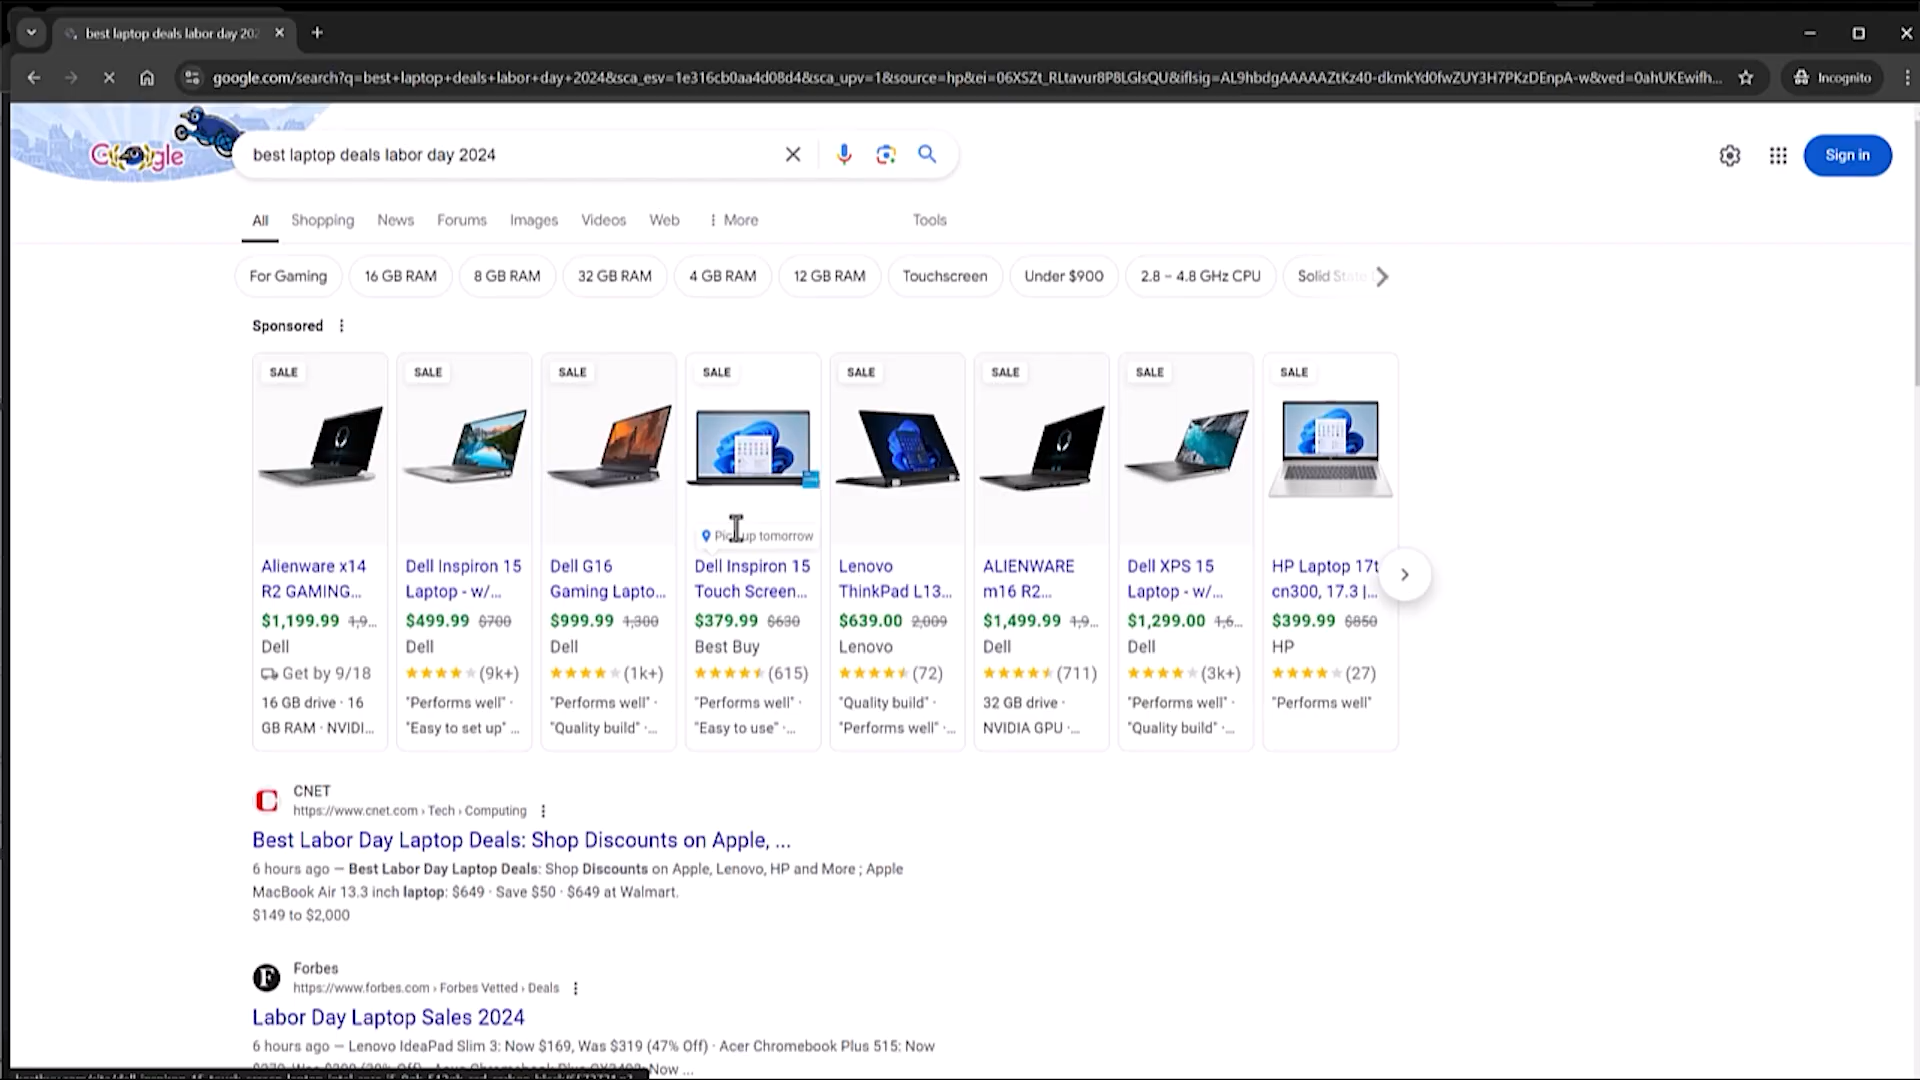 best laptop deals labor day 202
google.com/search?q=best+laptop+deals+labor+day+2024&sca_esv=1e316cb0aa4d08d4&sca_upv=1&source=hp&ei=06XSZt_RLtavur8P8LGlsQU&iflsig=AL9hbdgAAAAAZtKz40-dkmkYd0fwZUY3H7PKzDEnpA-w&ved=0ahUKEwifh...
Incognito
Google
best laptop deals labor day 2024
Sign in
All Shopping News Forums Images Videos Web More Tools
For Gaming 16 GB RAM 8 GB RAM 32 GB RAM 4 GB RAM 12 GB RAM Touchscreen Under $900 2.8 – 4.8 GHz CPU Solid State
Sponsored
SALE
Alienware x14
R2 GAMING...
$1,199.99 1,9...
Dell
Get by 9/18
16 GB drive · 16
GB RAM · NVIDI...
SALE
Dell Inspiron 15
Laptop - w/...
$499.99 $700
Dell
(9k+)
"Performs well" ·
"Easy to set up" ...
SALE
Dell G16
Gaming Lapto...
$999.99 1,300
Dell
(1k+)
"Performs well" ·
"Quality build" ·...
SALE
Pick up tomorrow
Dell Inspiron 15
Touch Screen...
$379.99 $630
Best Buy
(615)
"Performs well" ·
"Easy to use" ·...
SALE
Lenovo
ThinkPad L13...
$639.00 2,009
Lenovo
(72)
"Quality build" ·
"Performs well" ·...
SALE
ALIENWARE
m16 R2...
$1,499.99 1,9...
Dell
(711)
32 GB drive ·
NVIDIA GPU ·...
SALE
Dell XPS 15
Laptop - w/...
$1,299.00 1,6...
Dell
(3k+)
"Performs well" ·
"Quality build" ·...
SALE
HP Laptop 17t
cn300, 17.3 |...
$399.99 $850
HP
(27)
"Performs well"
CNET
https://www.cnet.com › Tech › Computing
Best Labor Day Laptop Deals: Shop Discounts on Apple, ...
6 hours ago — Best Labor Day Laptop Deals: Shop Discounts on Apple, Lenovo, HP and More ; Apple
MacBook Air 13.3 inch laptop: $649 · Save $50 · $649 at Walmart.
$149 to $2,000
Forbes
https://www.forbes.com › Forbes Vetted › Deals
Labor Day Laptop Sales 2024
6 hours ago — Lenovo IdeaPad Slim 3: Now $169, Was $319 (47% Off) · Acer Chromebook Plus 515: Now
Now ...